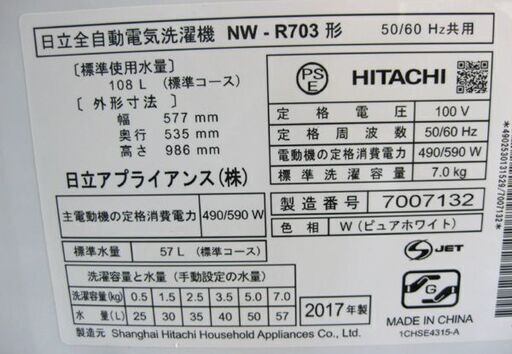 日立全自動電気洗濯機 NW - R703 形 50/60 Hz共用
〔標準使用水量〕
108 L (標準コース)
〔外形寸法〕
幅 577 mm
奥行 535 mm
高さ 986 mm
日立アプライアンス(株)
PS
E
HITACHI
定格電圧 100 V
定格周波数 50/60 Hz
電動機の定格消費電力 490/590 W
標準洗濯容量 7.0kg
製造番号 7007132
色相 W (ピュアホワイト)
主電動機の定格消費電力 490/590 W
標準水量 57 L (標準コース)
洗濯容量と水量 (手動設定の水量)
洗濯容量(kg) 0.5 1.5 2.5 3.5 5.0 7.0
水量(L) 25 30 35 40 50 57
2017年製
製造元 Shanghai Hitachi Household Appliances Co., Ltd.
S JET
G
MADE IN CHINA
1CHSE4315-A
*4902530131529/7007132*